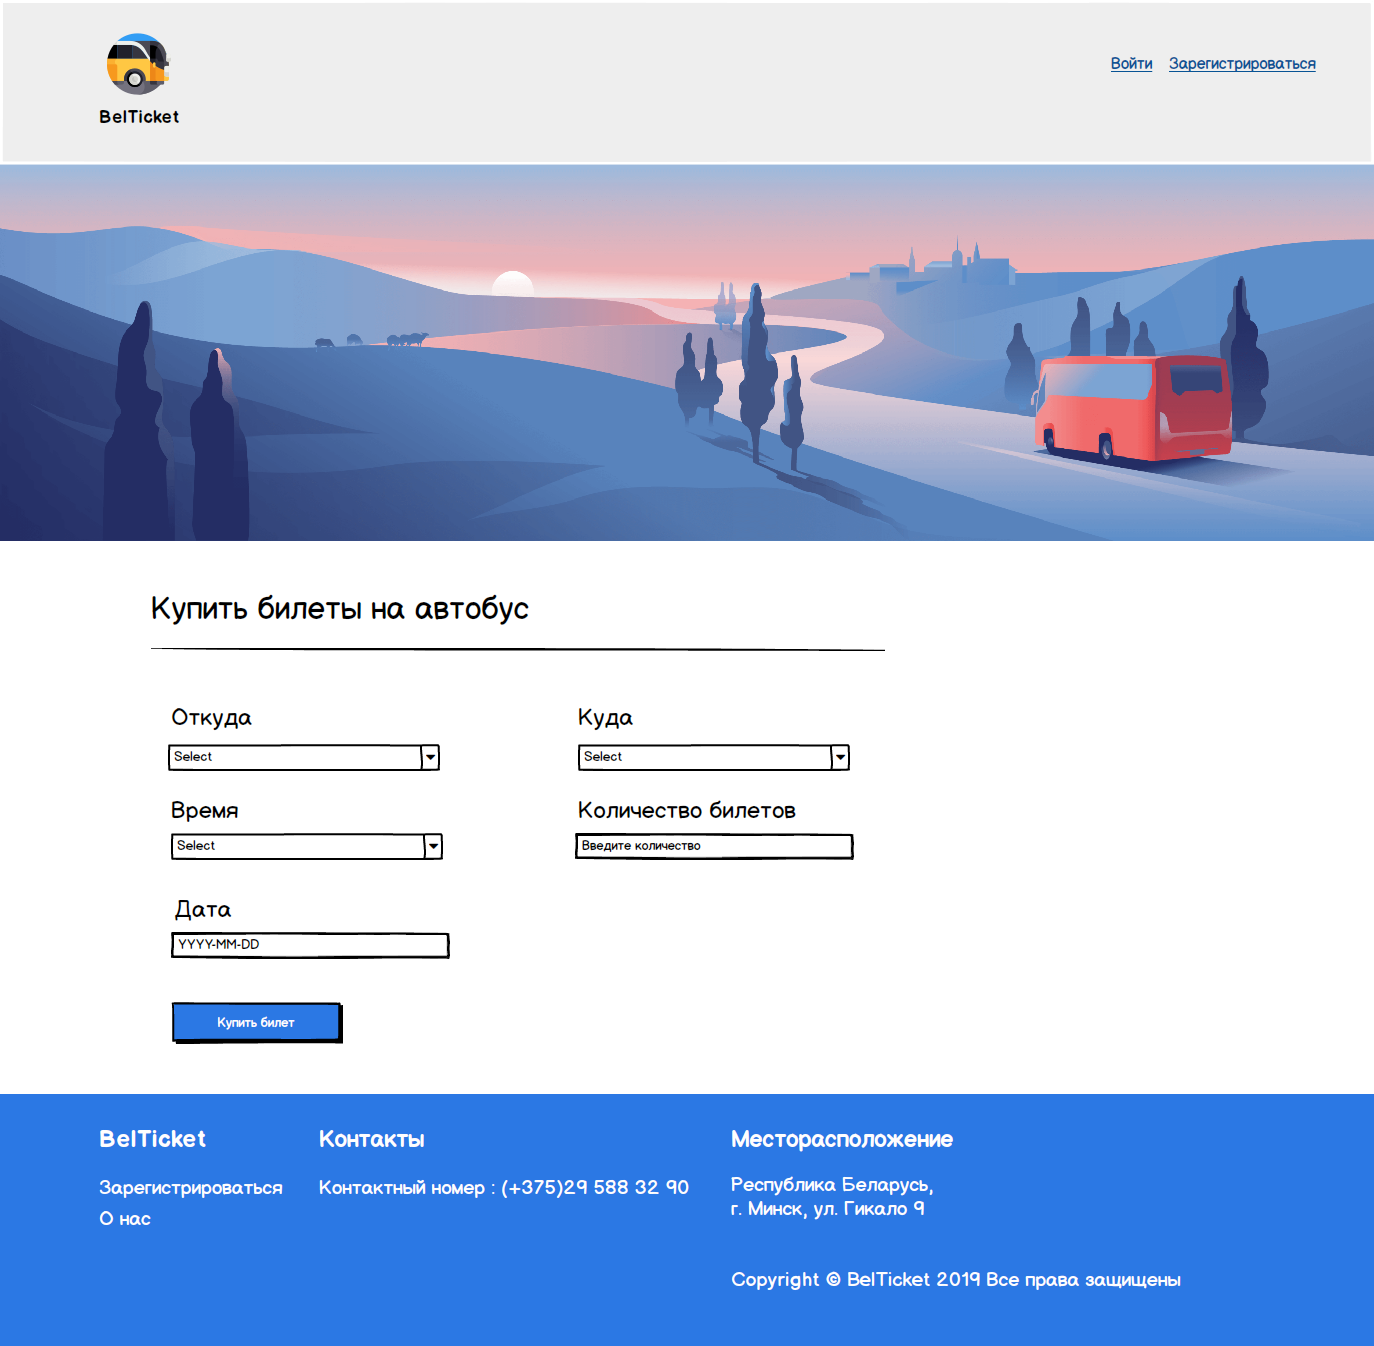 BelTicket
Войти Зарегистрироваться
Купить билеты на автобус
Откуда Куда
Select Select
Время Количество билетов
Select Введите количество
Дата
YYYY-MM-DD
Купить билет
BelTicket Контакты Месторасположение
Зарегистрироваться Контактный номер : (+375)29 588 32 90 Республика Беларусь,
О нас г. Минск, ул. Гикало 9
Copyright © BelTicket 2019 Все права защищены